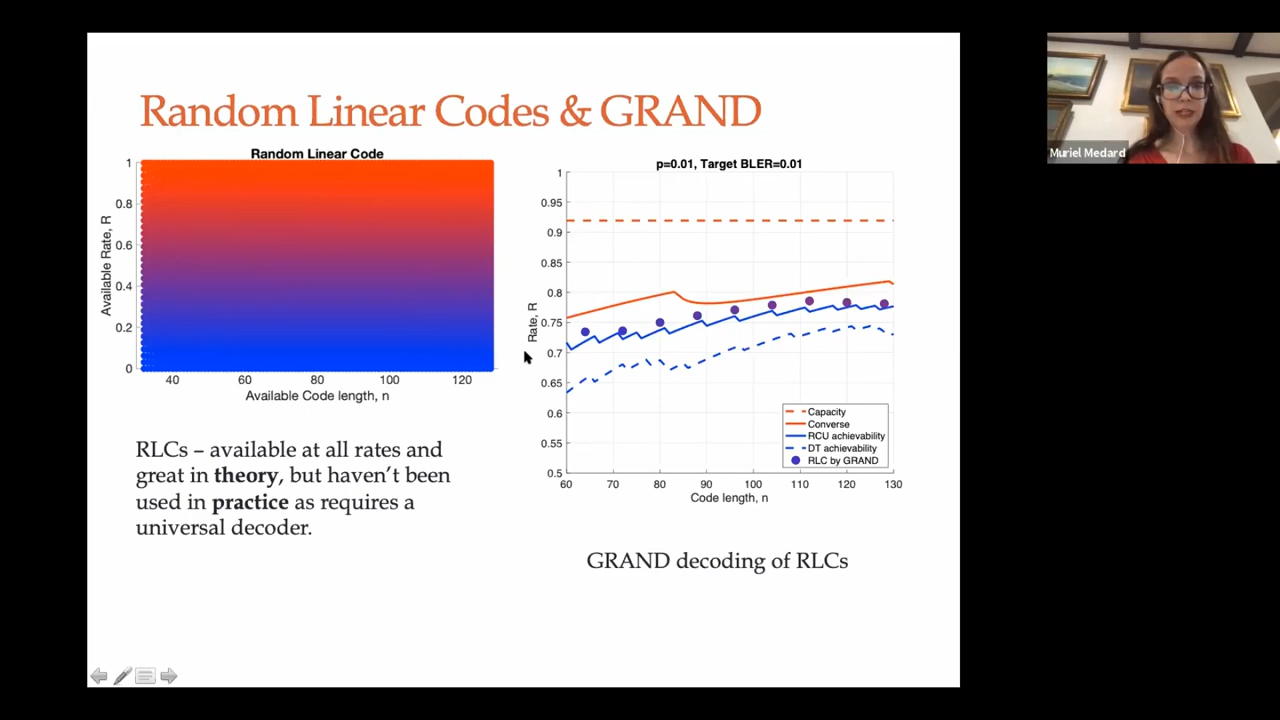 Random Linear Codes & GRAND
Random Linear Code
1
0.8
0.6
0.4
0.2
0
Available Rate, R
40 60 80 100 120
Available Code length, n
RLCs – available at all rates and
great in theory, but haven't been
used in practice as requires a
universal decoder.
p=0.01, Target BLER=0.01
1
0.95
0.9
0.85
0.8
0.75
0.7
0.65
0.6
0.55
0.5
Rate, R
Capacity
Converse
RCU achievability
DT achievability
RLC by GRAND
60 70 80 90 100 110 120 130
Code length, n
GRAND decoding of RLCs
Muriel Medard